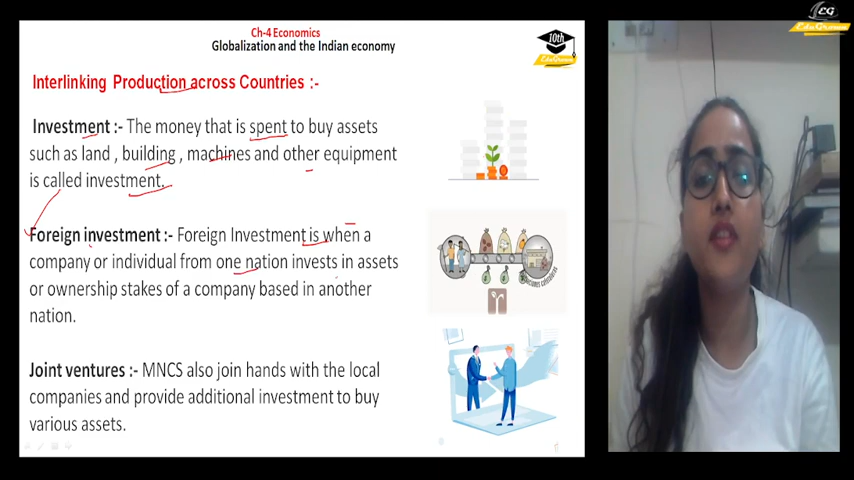 Ch-4 Economics
Globalization and the Indian economy
10th
EduGrown
CG
EduGrown
Interlinking Production across Countries :-
Investment :- The money that is spent to buy assets
such as land , building , machines and other equipment
is called investment.
Foreign investment :- Foreign Investment is when a
company or individual from one nation invests in assets
or ownership stakes of a company based in another
nation.
Joint ventures :- MNCS also join hands with the local
companies and provide additional investment to buy
various assets.